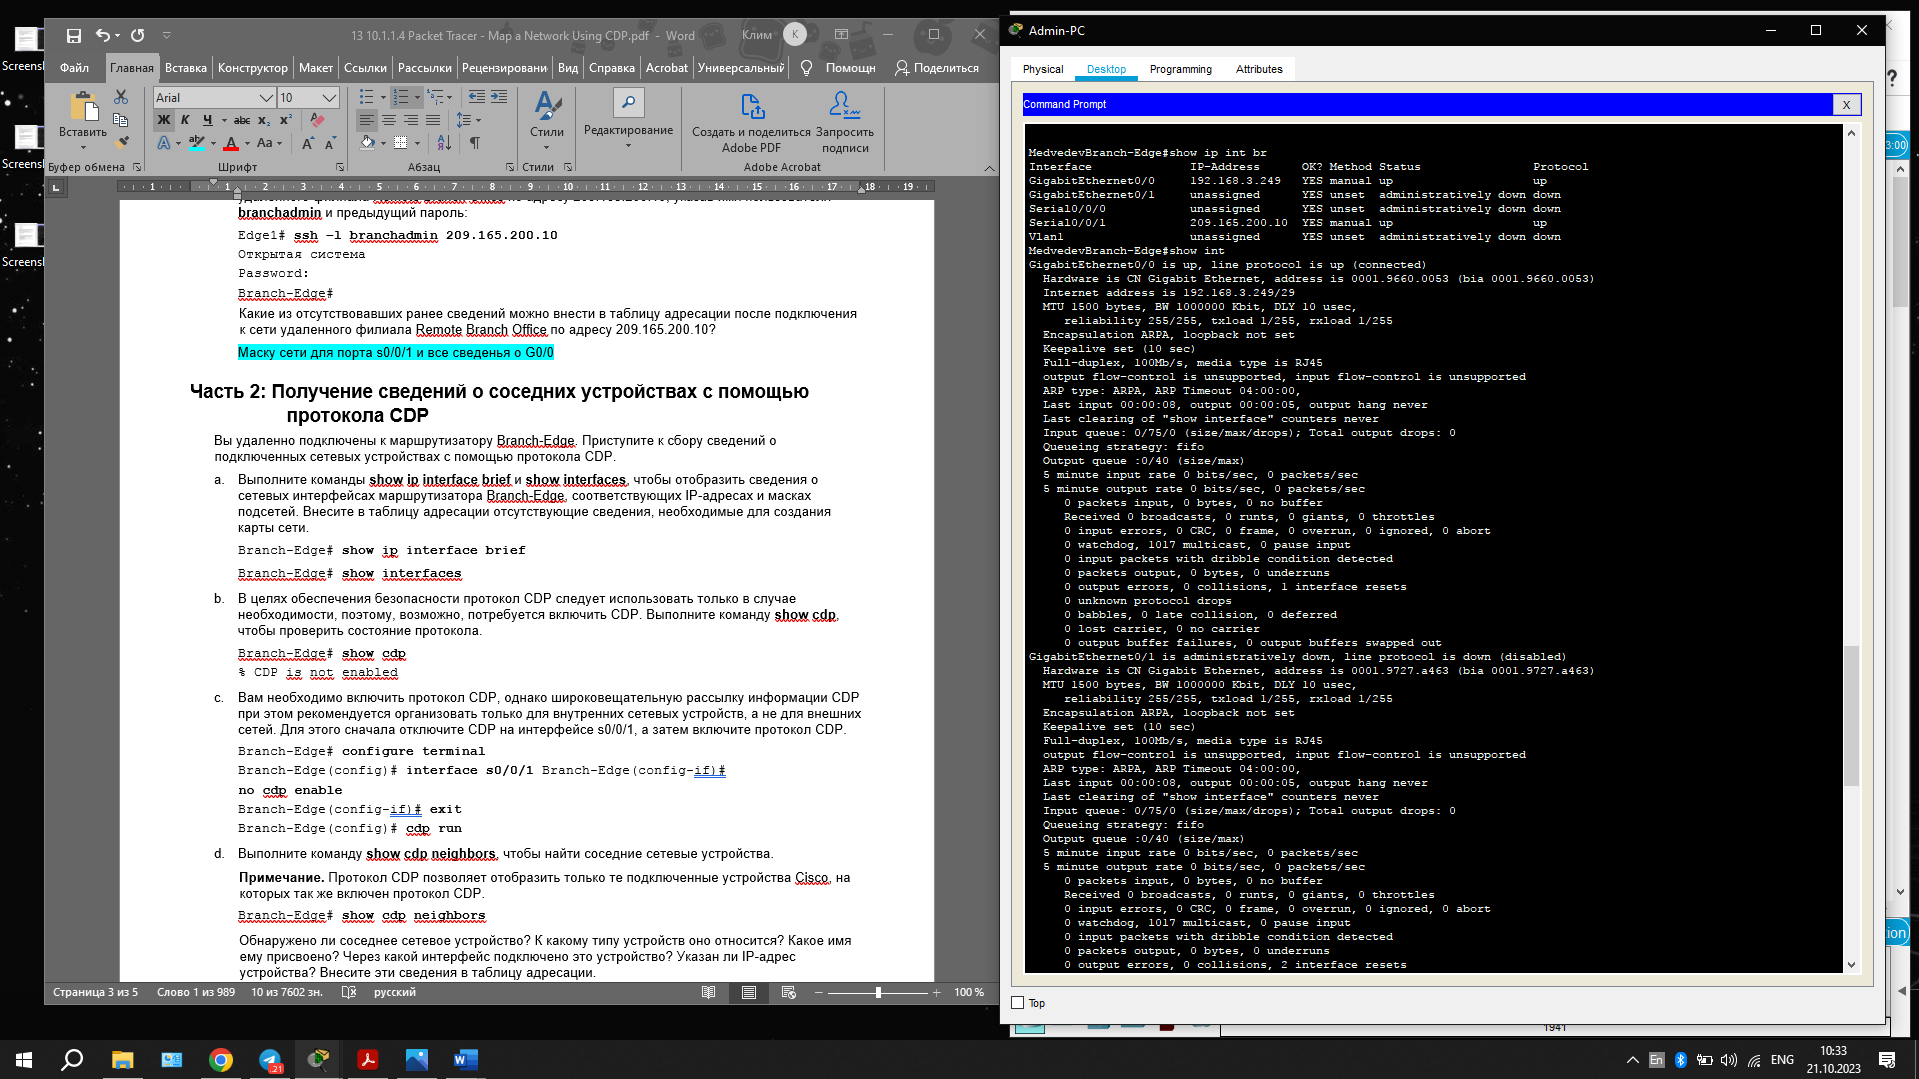 13 10.1.1.4 Packet Tracer - Map a Network Using CDP.pdf - Word
Клим
К
Файл
Главная
Вставка
Конструктор
Макет
Ссылки
Рассылки
Рецензировани
Вид
Справка
Acrobat
Универсальны
Помощн
Поделиться
Arial
10
Вставить
Стили
Редактирование
Создать и поделиться Adobe PDF
Запросить подписи
Буфер обмена
Шрифт
Абзац
Стили
Adobe Acrobat
branchadmin и предыдущий пароль:
Edge1# ssh –l branchadmin 209.165.200.10
Открытая система
Password:
Branch-Edge#
Какие из отсутствовавших ранее сведений можно внести в таблицу адресации после подключения
к сети удаленного филиала Remote Branch Office по адресу 209.165.200.10?
Маску сети для порта s0/0/1 и все сведенья о G0/0
Часть 2: Получение сведений о соседних устройствах с помощью
протокола CDP
Вы удаленно подключены к маршрутизатору Branch-Edge. Приступите к сбору сведений о
подключенных сетевых устройствах с помощью протокола CDP.
a. Выполните команды show ip interface brief и show interfaces, чтобы отобразить сведения о
сетевых интерфейсах маршрутизатора Branch-Edge, соответствующих IP-адресах и масках
подсетей. Внесите в таблицу адресации отсутствующие сведения, необходимые для создания
карты сети.
Branch-Edge# show ip interface brief
Branch-Edge# show interfaces
b. В целях обеспечения безопасности протокол CDP следует использовать только в случае
необходимости, поэтому, возможно, потребуется включить CDP. Выполните команду show cdp,
чтобы проверить состояние протокола.
Branch-Edge# show cdp
% CDP is not enabled
c. Вам необходимо включить протокол CDP, однако широковещательную рассылку информации CDP
при этом рекомендуется организовать только для внутренних сетевых устройств, а не для внешних
сетей. Для этого сначала отключите CDP на интерфейсе s0/0/1, а затем включите протокол CDP.
Branch-Edge# configure terminal
Branch-Edge(config)# interface s0/0/1 Branch-Edge(config-if)#
no cdp enable
Branch-Edge(config-if)# exit
Branch-Edge(config)# cdp run
d. Выполните команду show cdp neighbors, чтобы найти соседние сетевые устройства.
Примечание. Протокол CDP позволяет отобразить только те подключенные устройства Cisco, на
которых так же включен протокол CDP.
Branch-Edge# show cdp neighbors
Обнаружено ли соседнее сетевое устройство? К какому типу устройств оно относится? Какое имя
ему присвоено? Через какой интерфейс подключено это устройство? Указан ли IP-адрес
устройства? Внесите эти сведения в таблицу адресации.
Страница 3 из 5
Слово 1 из 989
10 из 7602 зн.
русский
100 %
Admin-PC
Physical
Desktop
Programming
Attributes
Command Prompt
X
MedvedevBranch-Edge#show ip int br
Interface IP-Address OK? Method Status Protocol
GigabitEthernet0/0 192.168.3.249 YES manual up up
GigabitEthernet0/1 unassigned YES unset administratively down down
Serial0/0/0 unassigned YES unset administratively down down
Serial0/0/1 209.165.200.10 YES manual up up
Vlan1 unassigned YES unset administratively down down
MedvedevBranch-Edge#show int
GigabitEthernet0/0 is up, line protocol is up (connected)
Hardware is CN Gigabit Ethernet, address is 0001.9660.0053 (bia 0001.9660.0053)
Internet address is 192.168.3.249/29
MTU 1500 bytes, BW 1000000 Kbit, DLY 10 usec,
reliability 255/255, txload 1/255, rxload 1/255
Encapsulation ARPA, loopback not set
Keepalive set (10 sec)
Full-duplex, 100Mb/s, media type is RJ45
output flow-control is unsupported, input flow-control is unsupported
ARP type: ARPA, ARP Timeout 04:00:00,
Last input 00:00:08, output 00:00:05, output hang never
Last clearing of "show interface" counters never
Input queue: 0/75/0 (size/max/drops); Total output drops: 0
Queueing strategy: fifo
Output queue :0/40 (size/max)
5 minute input rate 0 bits/sec, 0 packets/sec
5 minute output rate 0 bits/sec, 0 packets/sec
0 packets input, 0 bytes, 0 no buffer
Received 0 broadcasts, 0 runts, 0 giants, 0 throttles
0 input errors, 0 CRC, 0 frame, 0 overrun, 0 ignored, 0 abort
0 watchdog, 1017 multicast, 0 pause input
0 input packets with dribble condition detected
0 packets output, 0 bytes, 0 underruns
0 output errors, 0 collisions, 1 interface resets
0 unknown protocol drops
0 babbles, 0 late collision, 0 deferred
0 lost carrier, 0 no carrier
0 output buffer failures, 0 output buffers swapped out
GigabitEthernet0/1 is administratively down, line protocol is down (disabled)
Hardware is CN Gigabit Ethernet, address is 0001.9727.a463 (bia 0001.9727.a463)
MTU 1500 bytes, BW 1000000 Kbit, DLY 10 usec,
reliability 255/255, txload 1/255, rxload 1/255
Encapsulation ARPA, loopback not set
Keepalive set (10 sec)
Full-duplex, 100Mb/s, media type is RJ45
output flow-control is unsupported, input flow-control is unsupported
ARP type: ARPA, ARP Timeout 04:00:00,
Last input 00:00:08, output 00:00:05, output hang never
Last clearing of "show interface" counters never
Input queue: 0/75/0 (size/max/drops); Total output drops: 0
Queueing strategy: fifo
Output queue :0/40 (size/max)
5 minute input rate 0 bits/sec, 0 packets/sec
5 minute output rate 0 bits/sec, 0 packets/sec
0 packets input, 0 bytes, 0 no buffer
Received 0 broadcasts, 0 runts, 0 giants, 0 throttles
0 input errors, 0 CRC, 0 frame, 0 overrun, 0 ignored, 0 abort
0 watchdog, 1017 multicast, 0 pause input
0 input packets with dribble condition detected
0 packets output, 0 bytes, 0 underruns
0 output errors, 0 collisions, 2 interface resets
Top
1941
ENG
10:33
21.10.2023